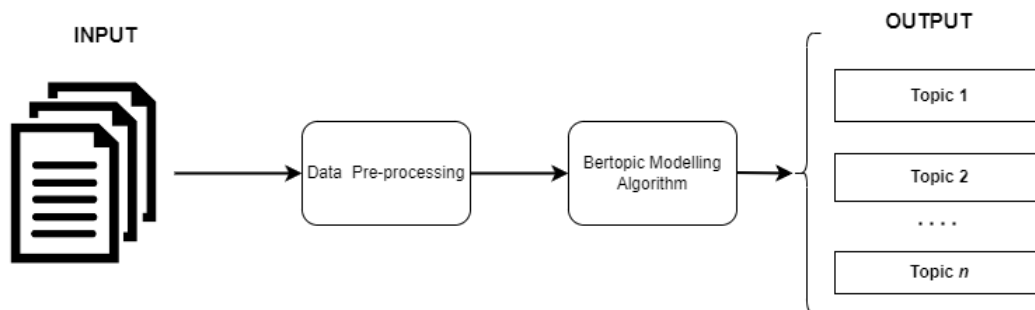 INPUT
OUTPUT
Data Pre-processing
Bertopic Modelling
Algorithm
Topic 1
Topic 2
. . . .
Topic n